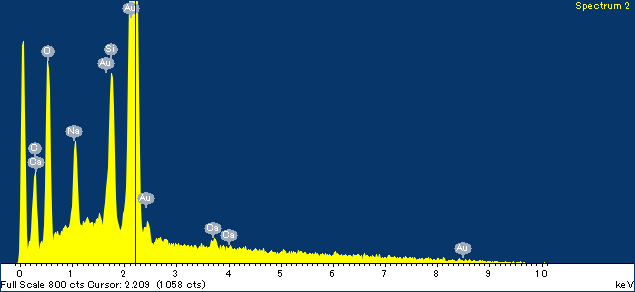 Spectrum 2
Au
O
Si
Au
Na
C
Ca
Au
Ca
Ca
Au
0 1 2 3 4 5 6 7 8 9 10
Full Scale 800 cts Cursor: 2.209 (1058 cts) keV